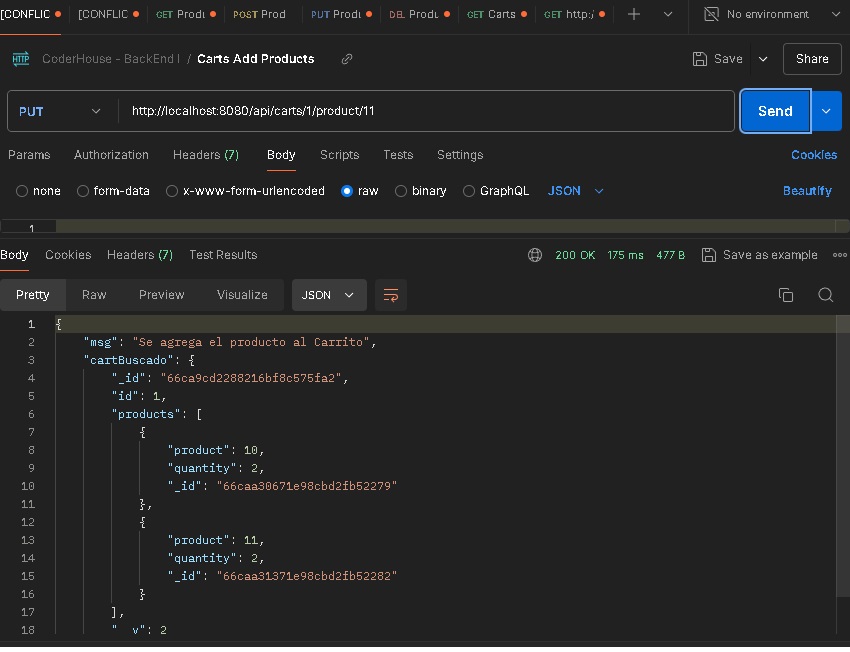 [CONFLIC [CONFLIC GET Produ POST Prod PUT Produ DEL Produ GET Carts GET http:/ No environment
HTTP CoderHouse - BackEnd I / Carts Add Products Save Share
PUT http://localhost:8080/api/carts/1/product/11 Send
Params Authorization Headers (7) Body Scripts Tests Settings Cookies
none form-data x-www-form-urlencoded raw binary GraphQL JSON Beautify
1
Body Cookies Headers (7) Test Results 200 OK 175 ms 477 B Save as example
Pretty Raw Preview Visualize JSON
1 {
2 "msg": "Se agrega el producto al Carrito",
3 "cartBuscado": {
4 "_id": "66ca9cd2288216bf8c575fa2",
5 "id": 1,
6 "products": [
7 {
8 "product": 10,
9 "quantity": 2,
10 "_id": "66caa30671e98cbd2fb52279"
11 },
12 {
13 "product": 11,
14 "quantity": 2,
15 "_id": "66caa31371e98cbd2fb52282"
16 }
17 ],
18 "__v": 2